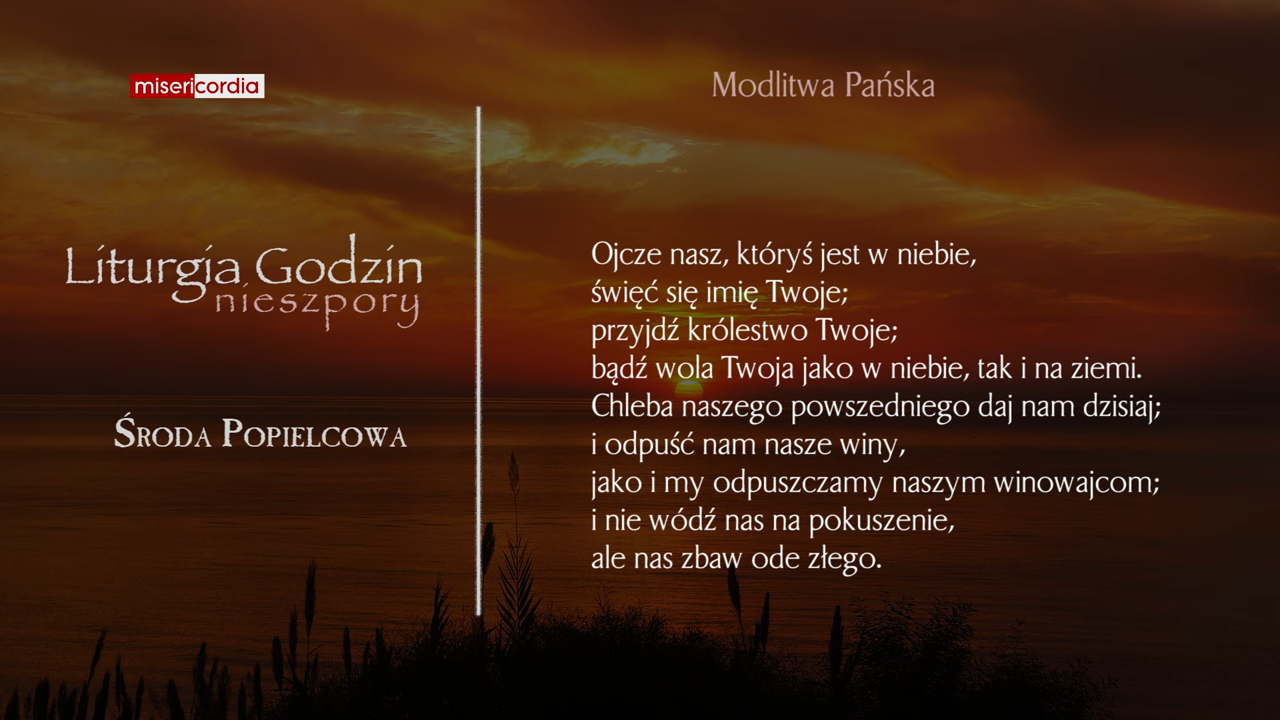 misericordia
Liturgia Godzin
nieszpory
Środa Popielcowa
Modlitwa Pańska
Ojcze nasz, któryś jest w niebie,
święć się imię Twoje;
przyjdź królestwo Twoje;
bądź wola Twoja jako w niebie, tak i na ziemi.
Chleba naszego powszedniego daj nam dzisiaj;
i odpuść nam nasze winy,
jako i my odpuszczamy naszym winowajcom;
i nie wódź nas na pokuszenie,
ale nas zbaw ode złego.